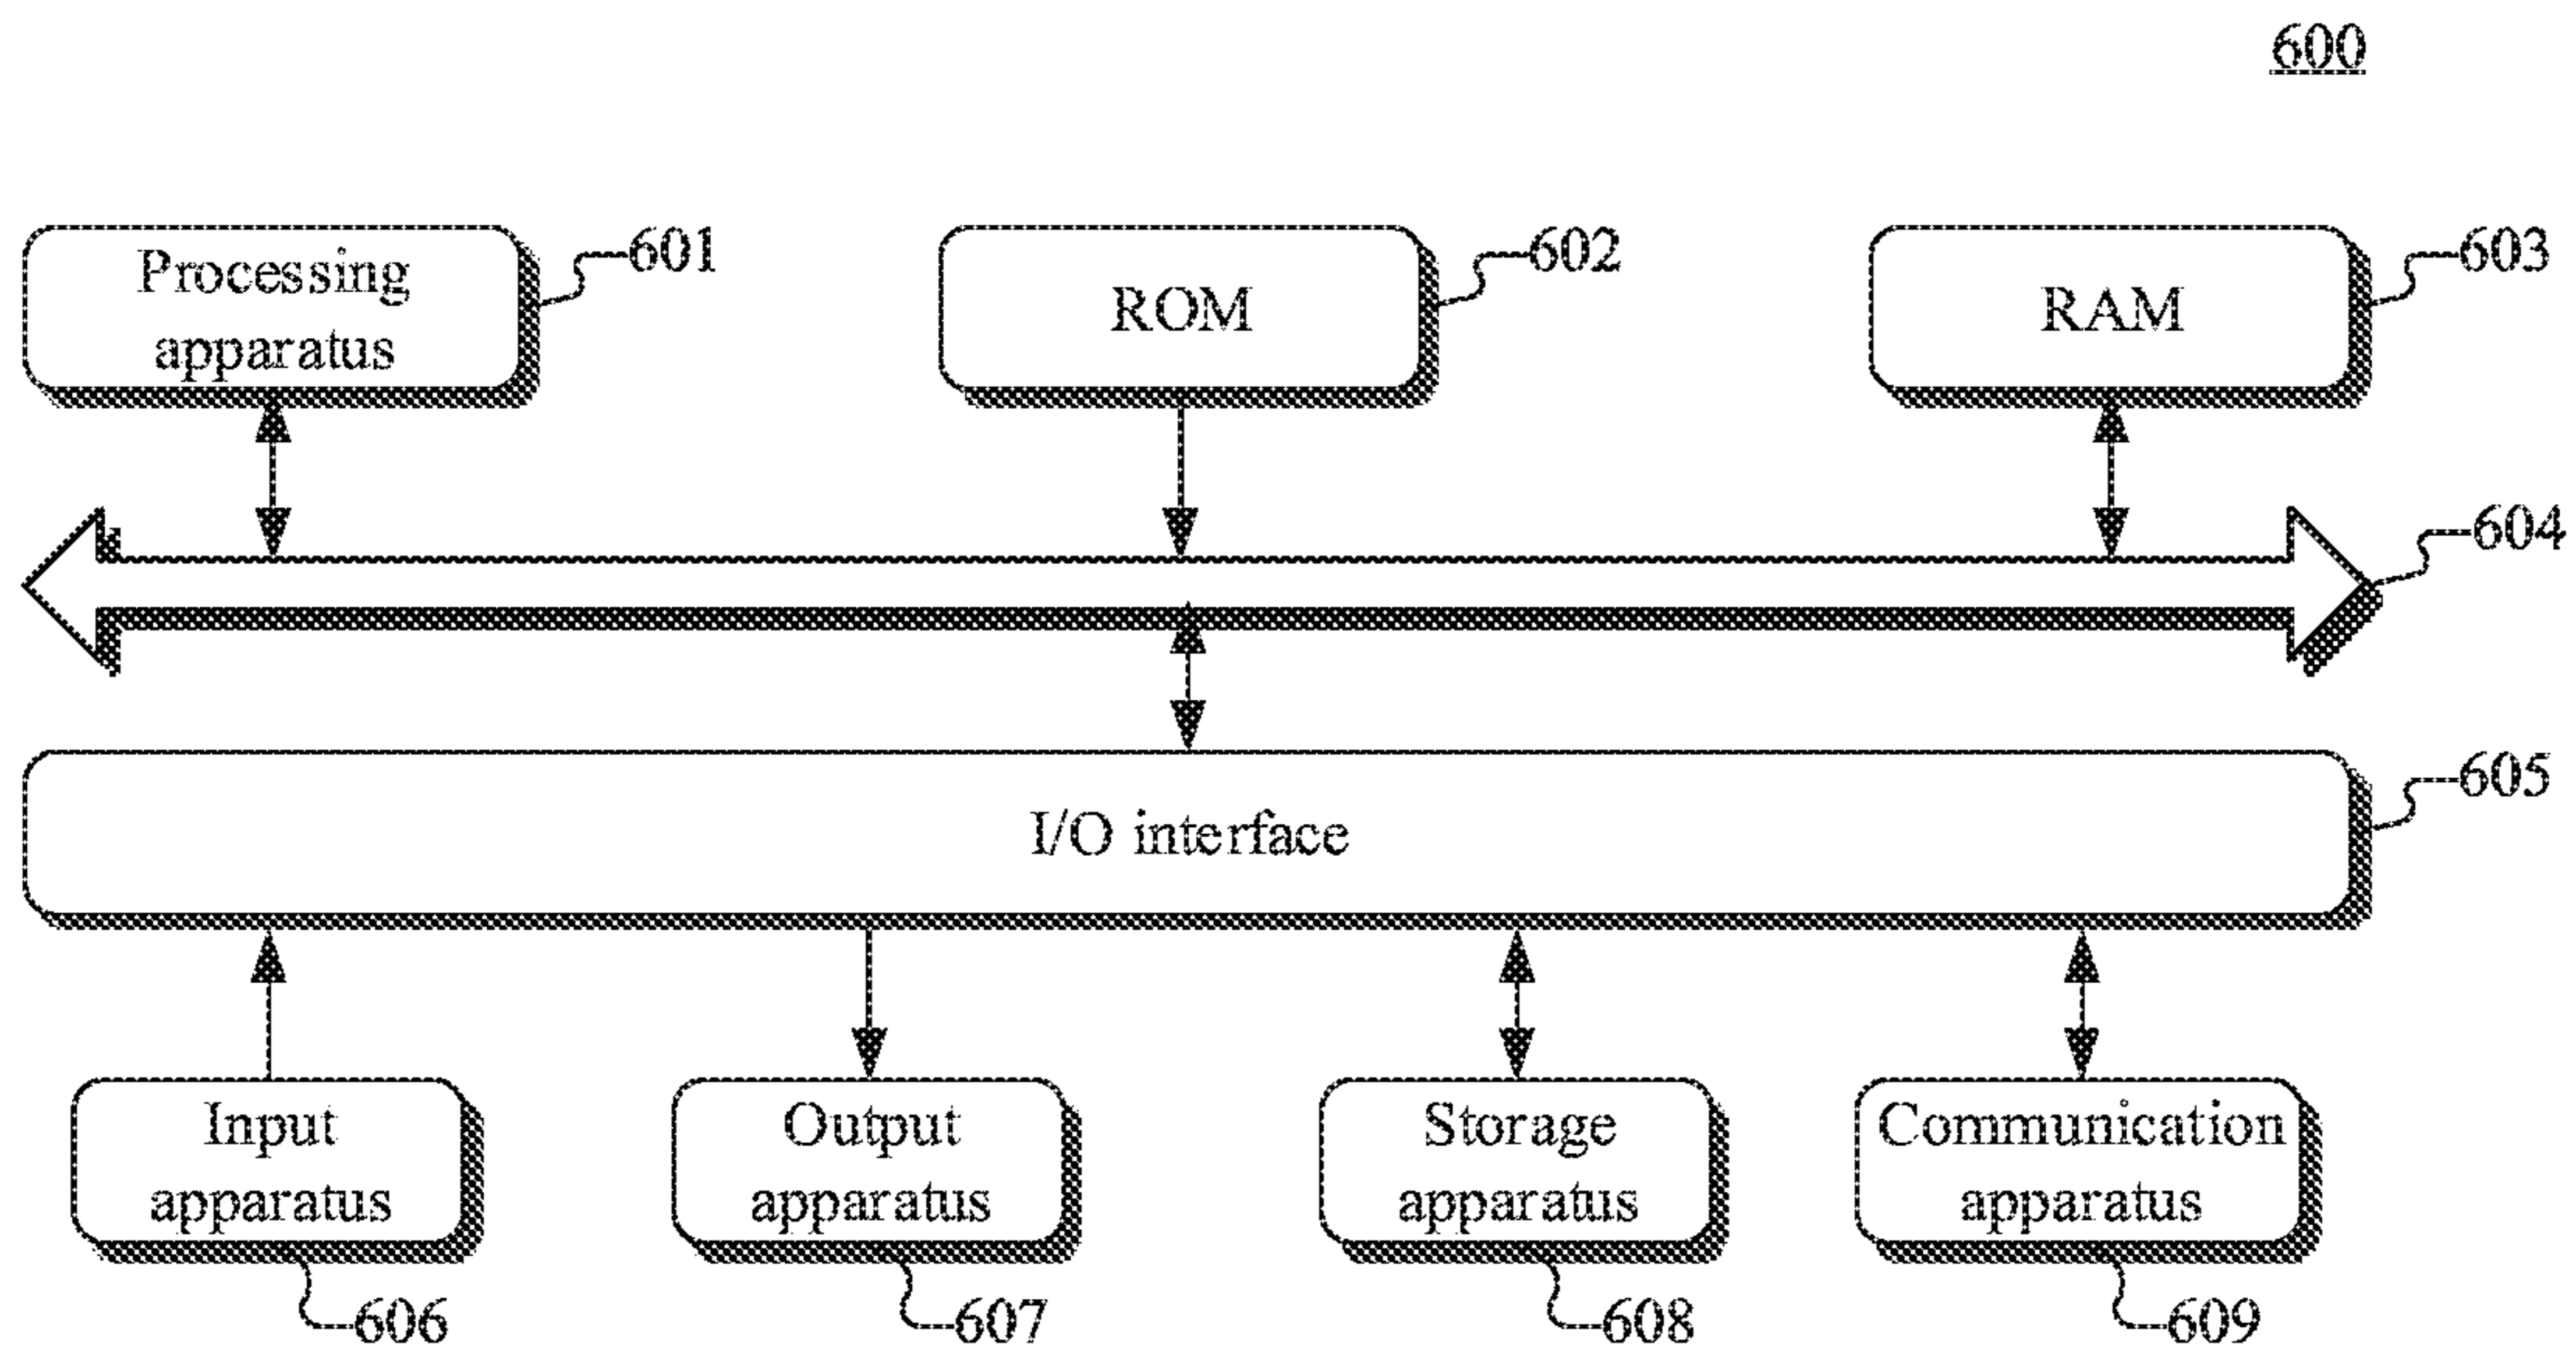 600
Processing
apparatus
601
ROM
602
RAM
603
604
I/O interface
605
Input
apparatus
606
Output
apparatus
607
Storage
apparatus
608
Communication
apparatus
609